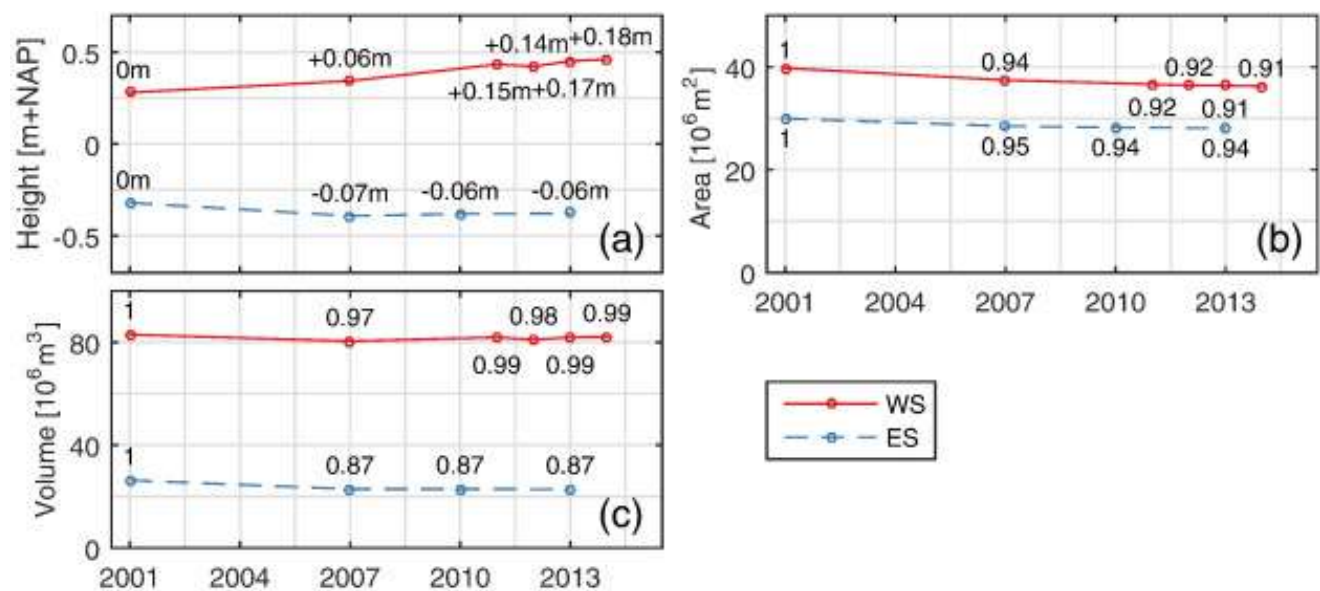 Height [m+NAP]
0.5
0
-0.5
0m
+0.06m
+0.14m
+0.18m
+0.15m
+0.17m
0m
-0.07m
-0.06m
-0.06m
(a)
Area [10⁶ m²]
40
20
0
1
0.94
0.92
0.91
0.92
0.91
1
0.95
0.94
0.94
(b)
2001 2004 2007 2010 2013
Volume [10⁶ m³]
80
40
0
1
0.97
0.98
0.99
0.99
0.99
1
0.87
0.87
0.87
(c)
2001 2004 2007 2010 2013
WS
ES